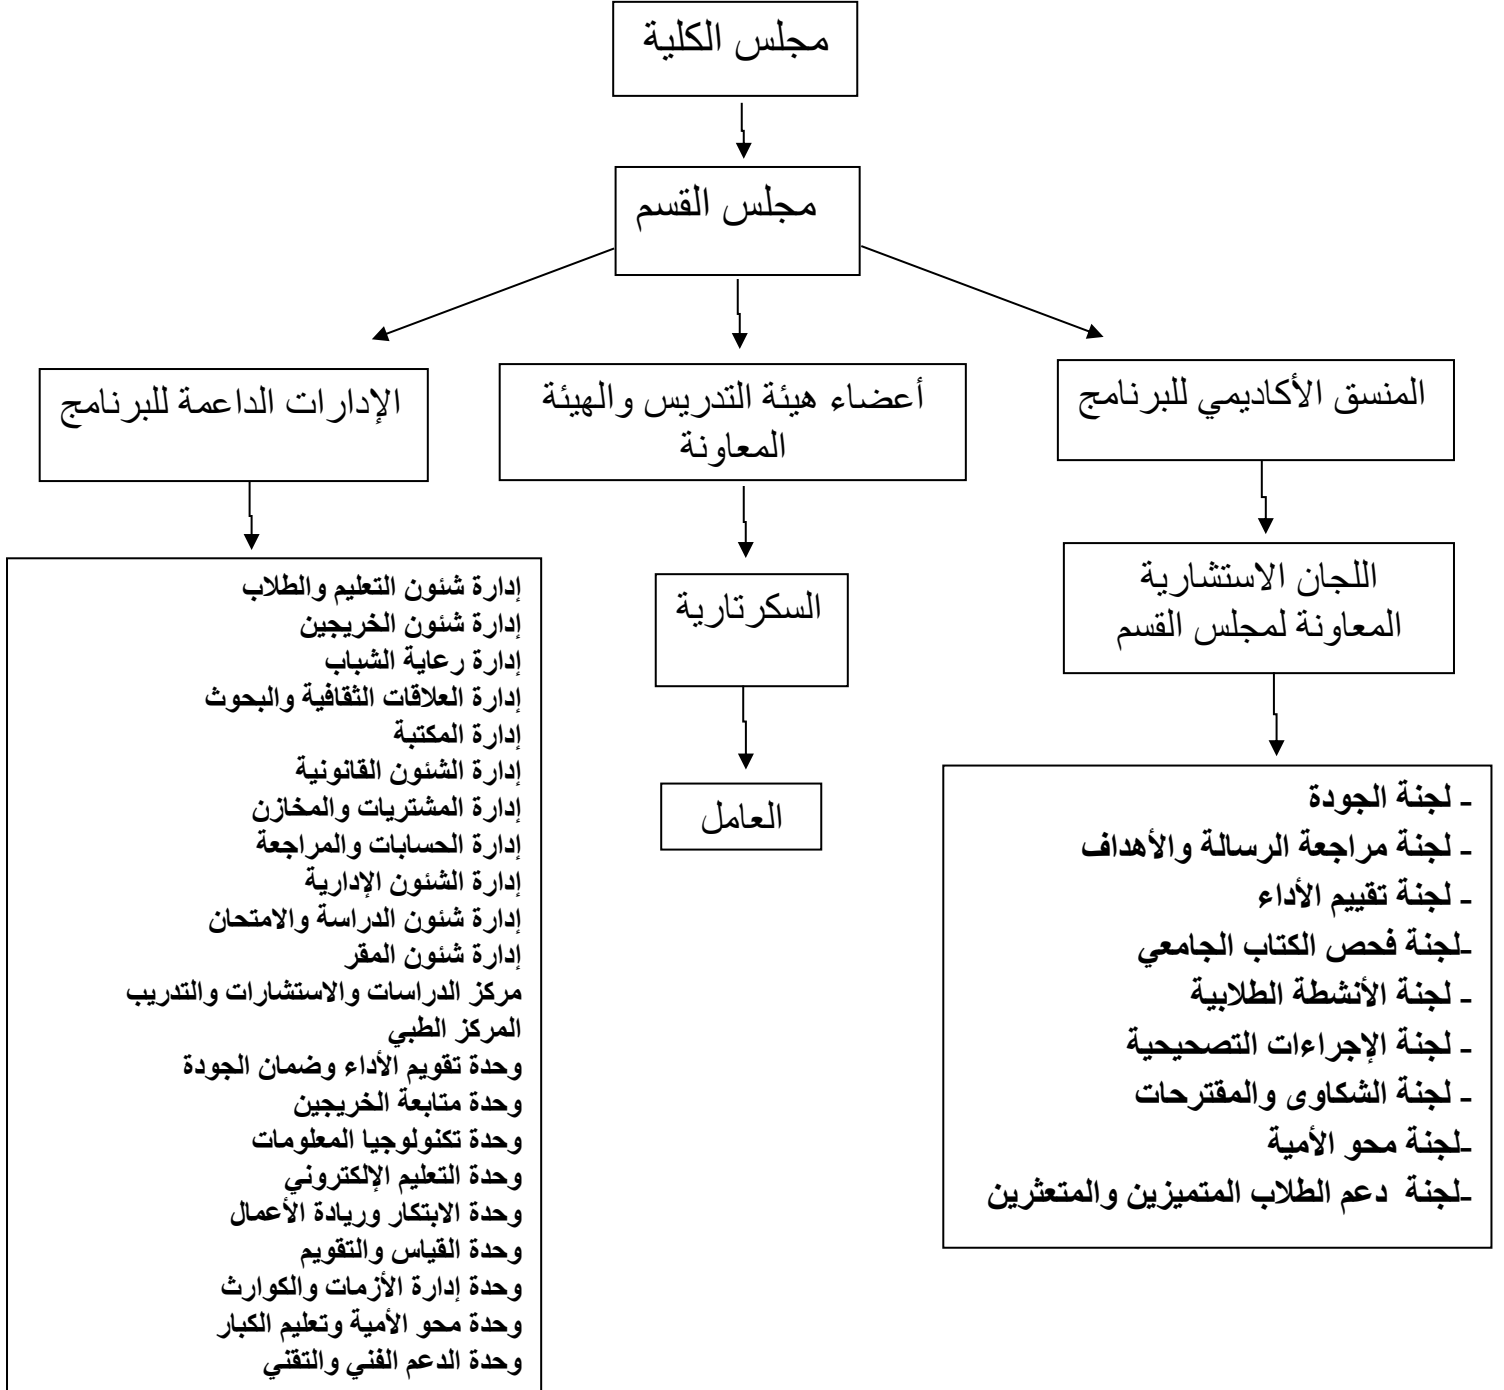 مجلس الكلية
مجلس القسم
المنسق الأكاديمي للبرنامج
أعضاء هيئة التدريس والهيئة
المعاونة
الإدارات الداعمة للبرنامج
اللجان الاستشارية
المعاونة لمجلس القسم
السكرتارية
العامل
- لجنة الجودة
- لجنة مراجعة الرسالة والأهداف
- لجنة تقييم الأداء
-لجنة فحص الكتاب الجامعي
- لجنة الأنشطة الطلابية
- لجنة الإجراءات التصحيحية
- لجنة الشكاوى والمقترحات
-لجنة محو الأمية
-لجنة دعم الطلاب المتميزين والمتعثرين
إدارة شئون التعليم والطلاب
إدارة شئون الخريجين
إدارة رعاية الشباب
إدارة العلاقات الثقافية والبحوث
إدارة المكتبة
إدارة الشئون القانونية
إدارة المشتريات والمخازن
إدارة الحسابات والمراجعة
إدارة الشئون الإدارية
إدارة شئون الدراسة والامتحان
إدارة شئون المقر
مركز الدراسات والاستشارات والتدريب
المركز الطبي
وحدة تقويم الأداء وضمان الجودة
وحدة متابعة الخريجين
وحدة تكنولوجيا المعلومات
وحدة التعليم الإلكتروني
وحدة الابتكار وريادة الأعمال
وحدة القياس والتقويم
وحدة إدارة الأزمات والكوارث
وحدة محو الأمية وتعليم الكبار
وحدة الدعم الفني والتقني